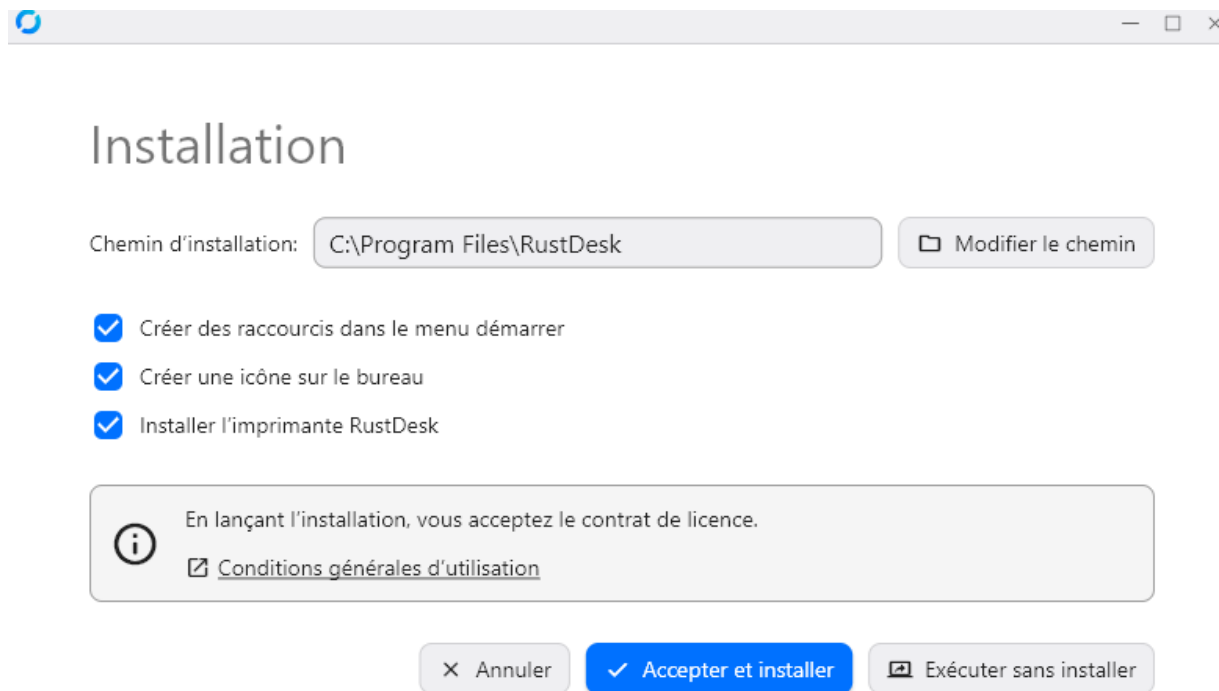 Installation
Chemin d’installation: C:\Program Files\RustDesk Modifier le chemin
Créer des raccourcis dans le menu démarrer
Créer une icône sur le bureau
Installer l’imprimante RustDesk
En lançant l’installation, vous acceptez le contrat de licence.
Conditions générales d’utilisation
Annuler Accepter et installer Exécuter sans installer